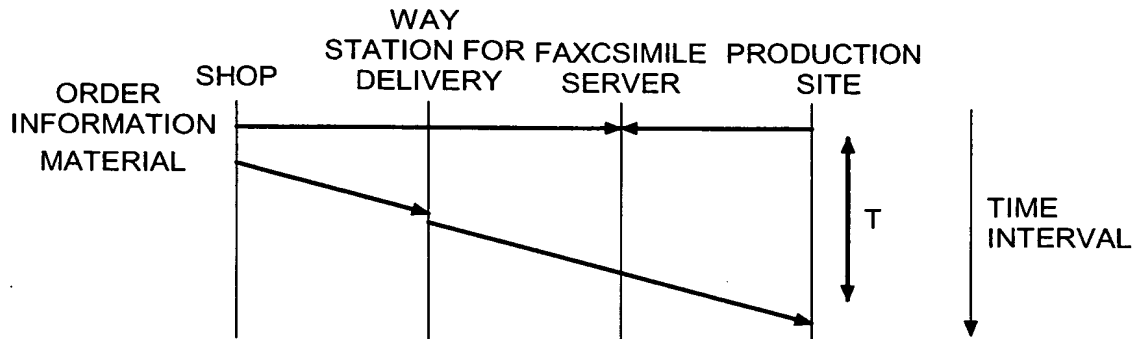 WAY
STATION FOR
DELIVERY
FAXCSIMILE
SERVER
PRODUCTION
SITE
SHOP
ORDER
INFORMATION
MATERIAL
T
TIME
INTERVAL